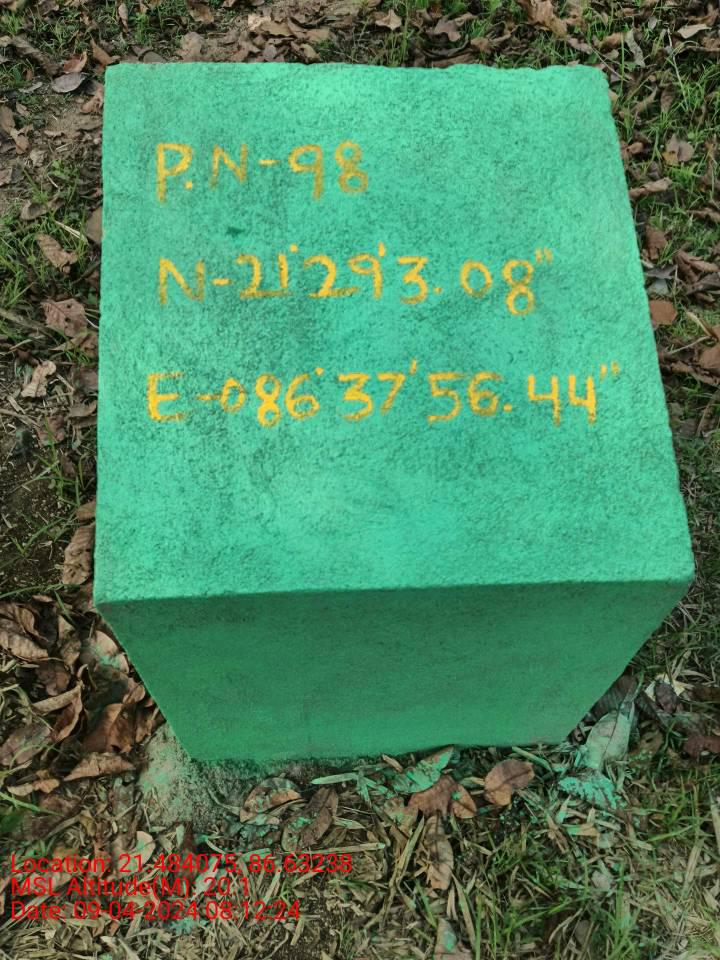 P.N-98
N-21°29'3.08"
E-086°37'56.44"
Location: 21.484075, 86.63238
MSL Altitude(M): 20.1
Date: 09-04-2024 08:12:24